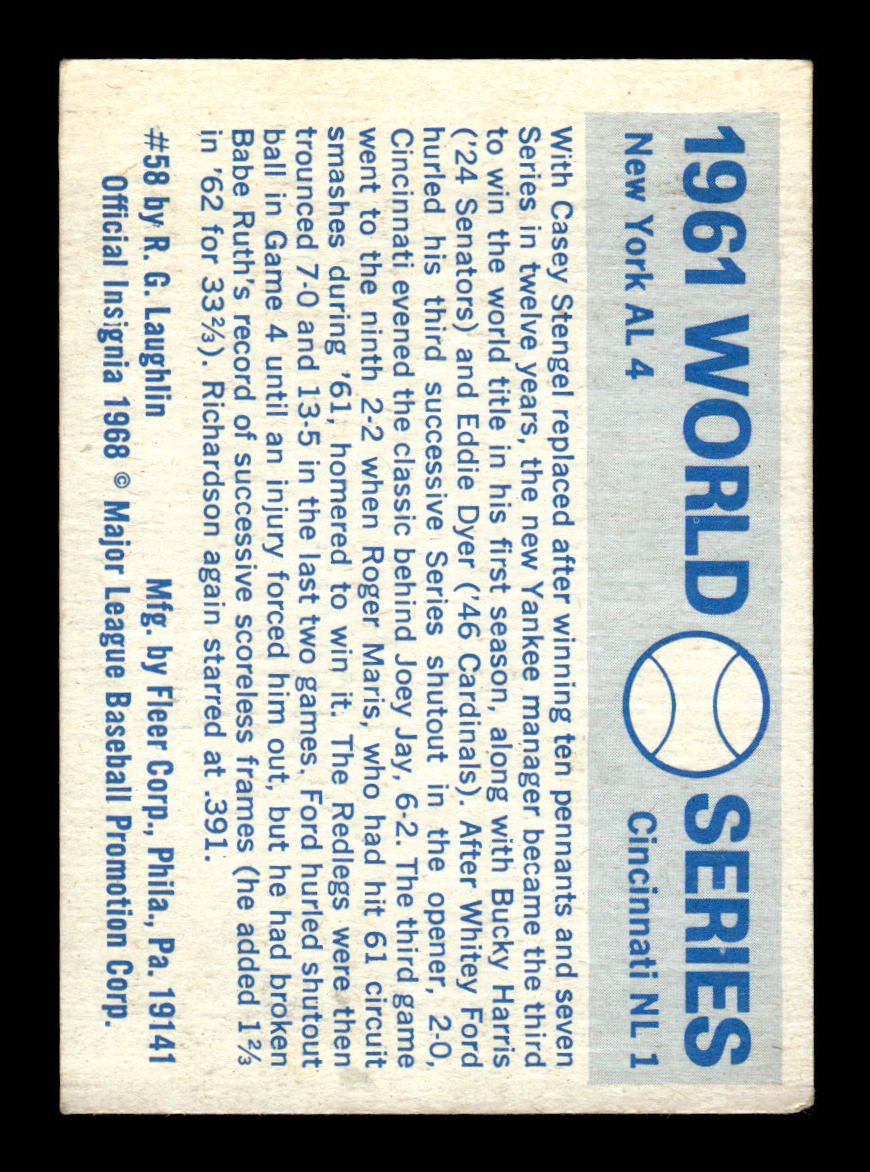 1961 WORLD SERIES
New York AL 4 Cincinnati NL 1
With Casey Stengel replaced after winning ten pennants and seven
Series in twelve years, the new Yankee manager became the third
to win the world title in his first season, along with Bucky Harris
('24 Senators) and Eddie Dyer ('46 Cardinals). After Whitey Ford
hurled his third successive Series shutout in the opener, 2-0,
Cincinnati evened the classic behind Joey Jay, 6-2. The third game
went to the ninth 2-2 when Roger Maris, who had hit 61 circuit
smashes during '61, homered to win it. The Redlegs were then
trounced 7-0 and 13-5 in the last two games. Ford hurled shutout
ball in Game 4 until an injury forced him out, but he had broken
Babe Ruth's record of successive scoreless frames (he added 1⅔
in '62 for 33⅔). Richardson again starred at .391.
#58 by R. G. Laughlin Mfg. by Fleer Corp., Phila., Pa. 19141
Official Insignia 1968 © Major League Baseball Promotion Corp.